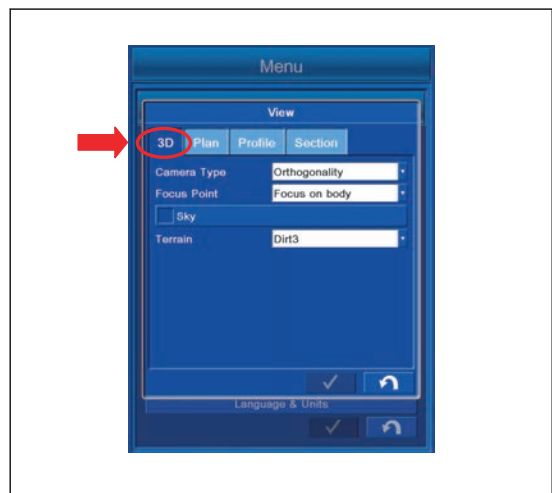 Menu
View
3D Plan Profile Section
Camera Type Orthogonality
Focus Point Focus on body
Sky
Terrain Dirt3
Language & Units